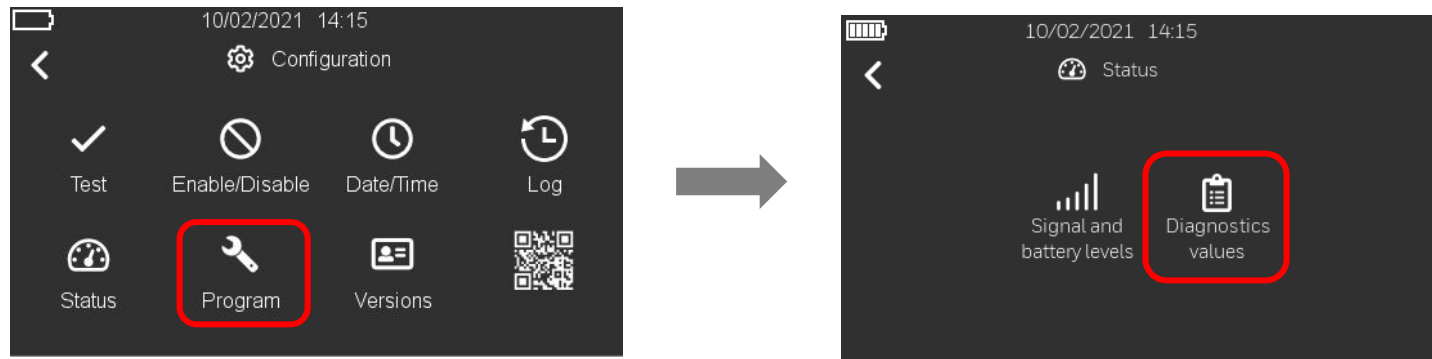 10/02/2021 14:15
Configuration
Test Enable/Disable Date/Time Log
Status Program Versions
10/02/2021 14:15
Status
Signal and
battery levels
Diagnostics
values